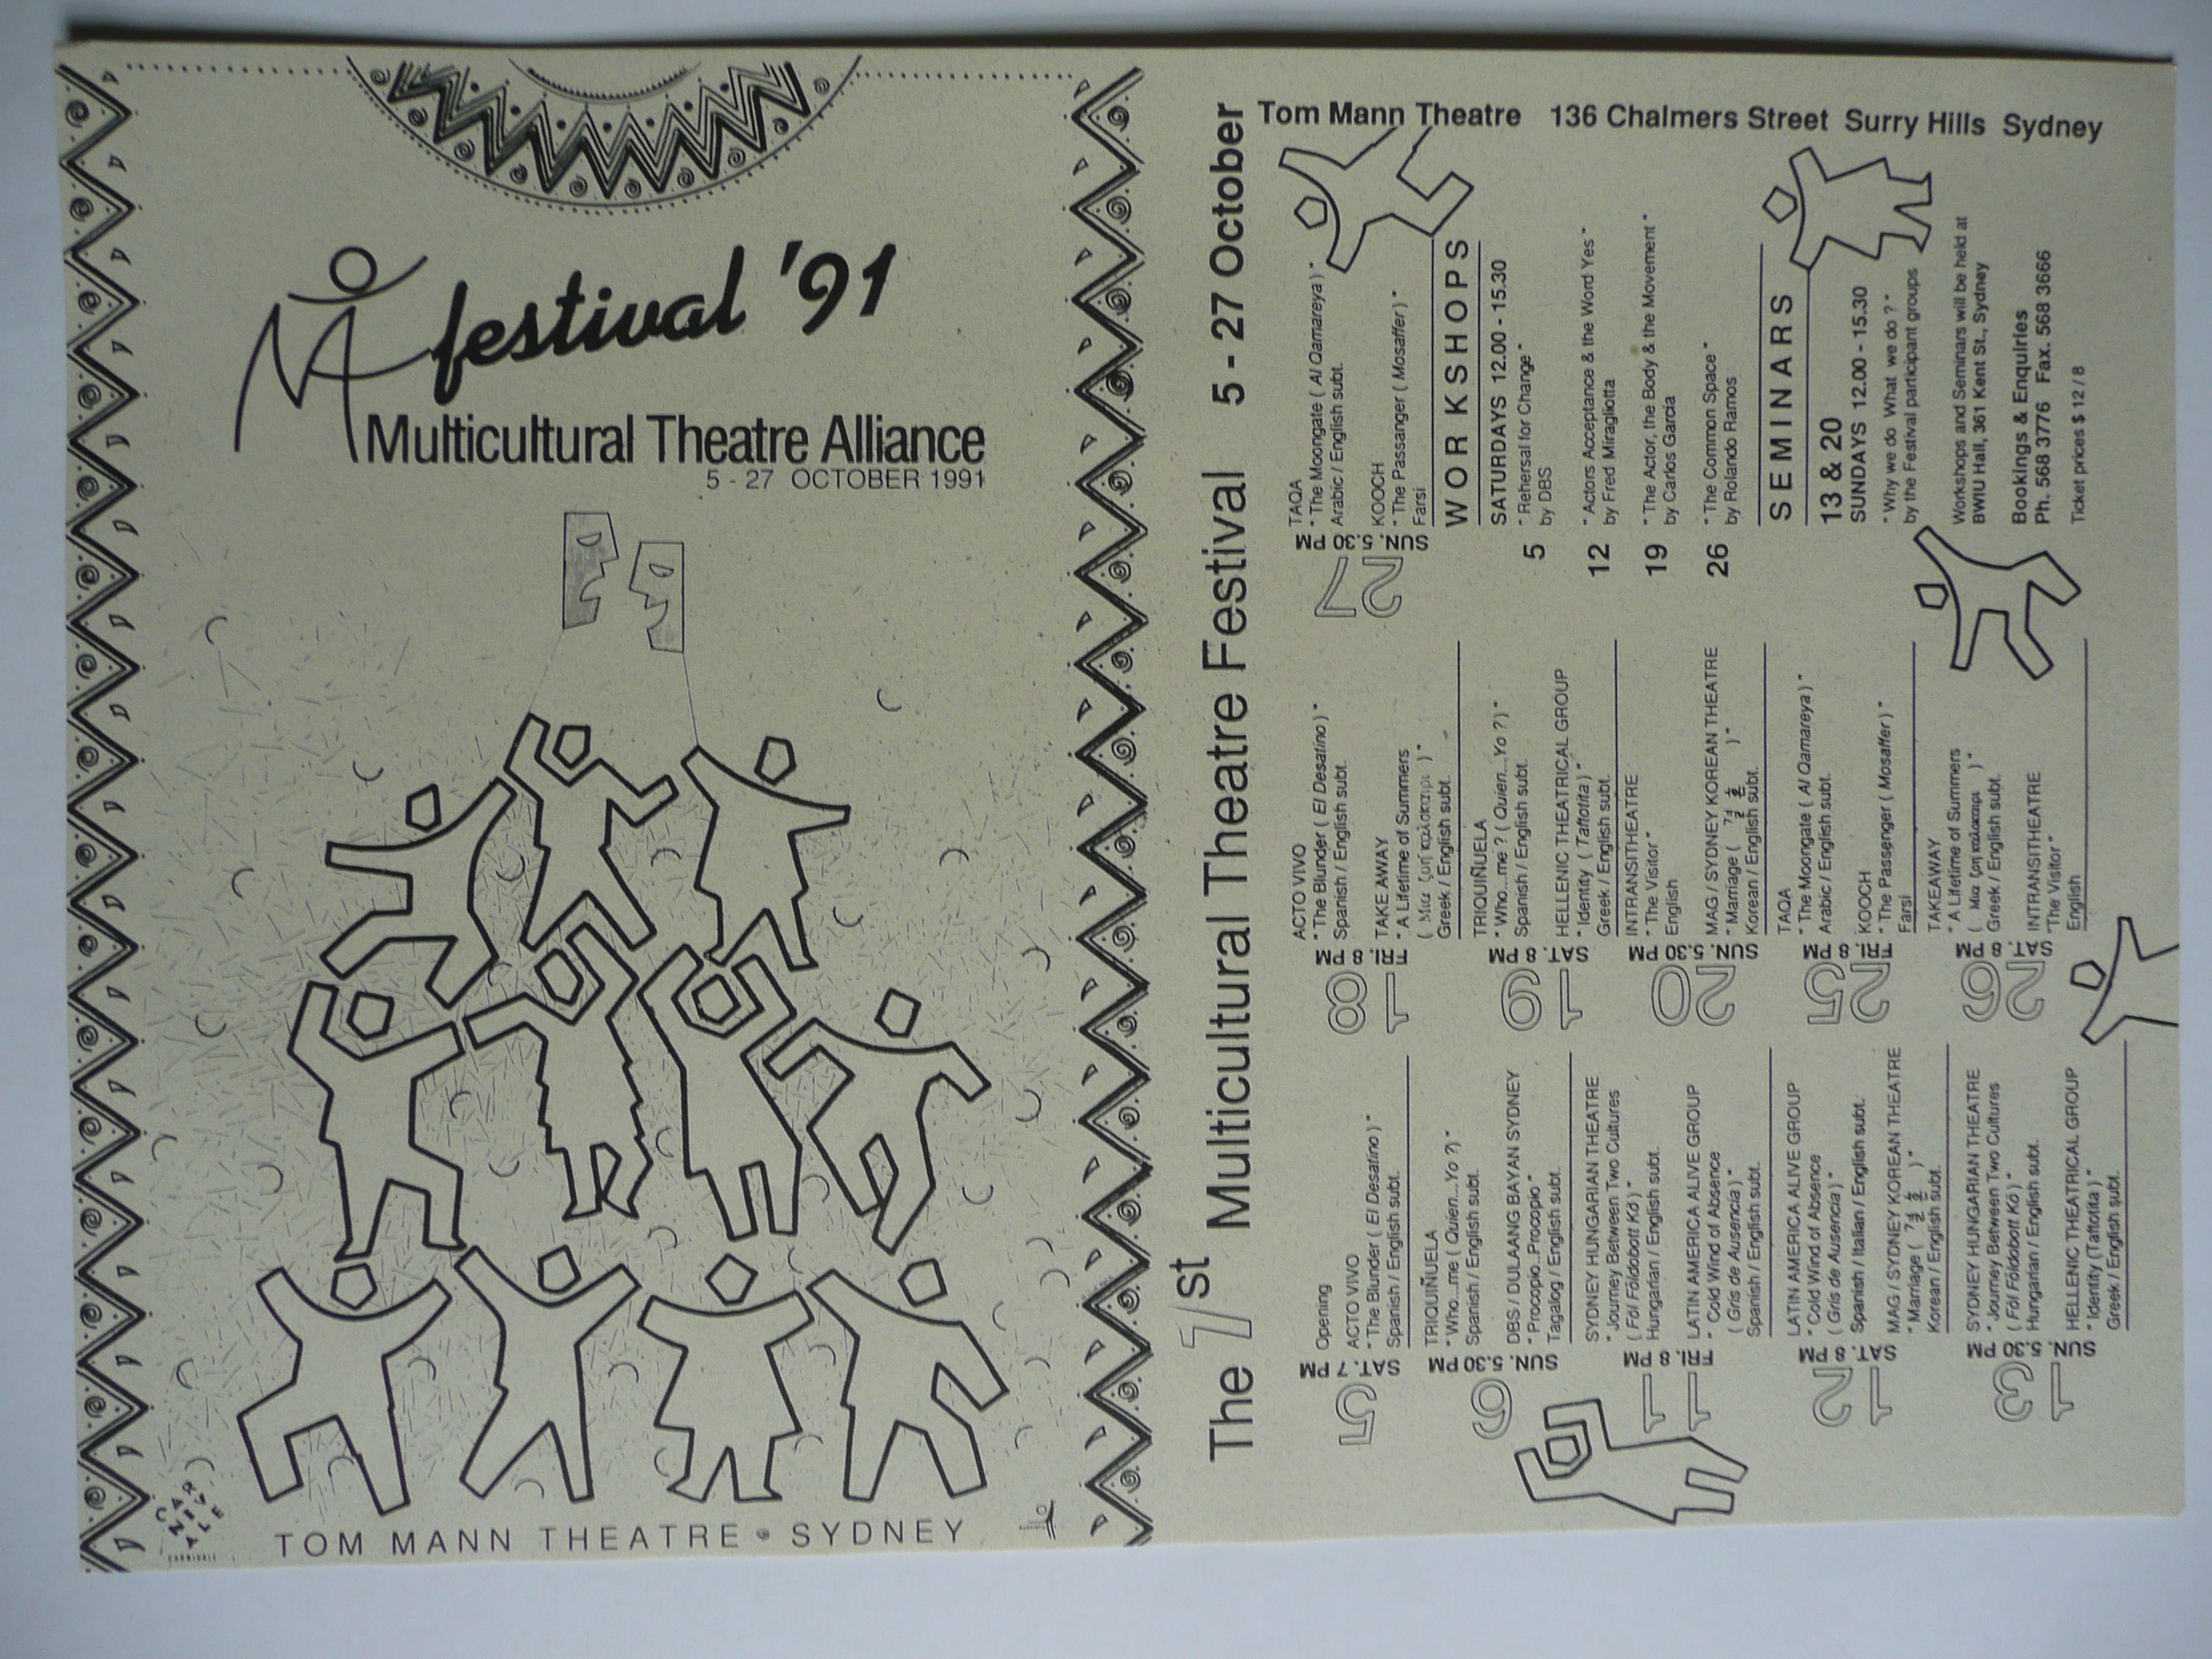 festival '91
Multicultural Theatre Alliance
5 - 27 OCTOBER 1991
CARNIVALE
CARNIVALE
TOM MANN THEATRE • SYDNEY
The 1st Multicultural Theatre Festival 5 - 27 October
Tom Mann Theatre 136 Chalmers Street Surry Hills Sydney
5
SAT. 7 PM
Opening
ACTO VIVO
" The Blunder ( El Desatino ) "
Spanish / English subt.
6
SUN. 5.30 PM
TRIQUIÑUELA
" Who...me ( Quien...Yo ?) "
Spanish / English subt.
DBS / DULAANG BAYAN SYDNEY
" Procopio..Procopio "
Tagalog / English subt.
11
FRI. 8 PM
SYDNEY HUNGARIAN THEATRE
" Journey Between Two Cultures
( Föl Földobott Kö ) "
Hungarian / English subt.
LATIN AMERICA ALIVE GROUP
" Cold Wind of Absence
( Gris de Ausencia ) "
Spanish / English subt.
12
SAT. 8 PM
LATIN AMERICA ALIVE GROUP
" Cold Wind of Absence
( Gris de Ausencia ) "
Spanish / Italian / English subt.
MAG / SYDNEY KOREAN THEATRE
" Marriage ( 결혼 ) "
Korean / English subt.
13
SUN. 5.30 PM
SYDNEY HUNGARIAN THEATRE
" Journey Between Two Cultures
( Föl Földobott Kö ) "
Hungarian / English subt.
HELLENIC THEATRICAL GROUP
" Identity (Taftotita ) "
Greek / English subt.
18
FRI. 8 PM
ACTO VIVO
" The Blunder ( El Desatino ) "
Spanish / English subt.
TAKE AWAY
" A Lifetime of Summers
( Μια ζωή καλοκαιρι ) "
Greek / English subt.
19
SAT. 8 PM
TRIQUIÑUELA
" Who...me ? ( Quien...Yo ?) "
Spanish / English subt.
HELLENIC THEATRICAL GROUP
" Identity ( Taftotita ) "
Greek / English subt.
20
SUN. 5.30 PM
INTRANSITHEATRE
" The Visitor "
English
MAG / SYDNEY KOREAN THEATRE
" Marriage ( 결혼 ) "
Korean / English subt.
25
FRI. 8 PM
TAQA
" The Moongate ( Al Qamareya ) "
Arabic / English subt.
KOOCH
" The Passenger ( Mosaffer ) "
Farsi
26
SAT. 8 PM
TAKEAWAY
" A Lifetime of Summers
( Μια ζωή καλοκαιρι ) "
Greek / English subt.
INTRANSITHEATRE
"The Visitor "
English
27
SUN. 5.30 PM
TAQA
" The Moongate ( Al Qamareya ) "
Arabic / English subt.
KOOCH
" The Passanger ( Mosaffer ) "
Farsi
WORKSHOPS
SATURDAYS 12.00 - 15.30
5 " Rehersal for Change "
by DBS
12 " Actors Acceptance & the Word Yes "
by Fred Miragliotta
19 " The Actor, the Body & the Movement "
by Carlos Garcia
26 " The Common Space "
by Rolando Ramos
SEMINARS
13 & 20
SUNDAYS 12.00 - 15.30
" Why we do What we do ? "
by the Festival participant groups
Workshops and Seminars will be held at
BWIU Hall, 361 Kent St., Sydney
Bookings & Enquiries
Ph. 568 3776 Fax. 568 3666
Ticket prices $ 12 / 8